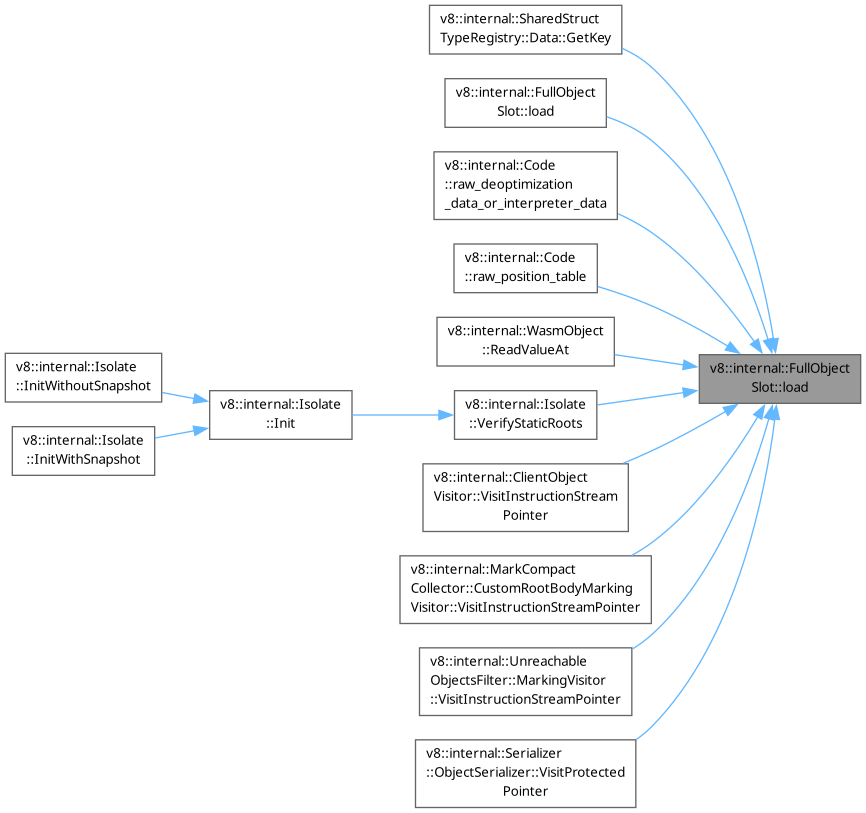 v8::internal::SharedStruct
TypeRegistry::Data::GetKey
v8::internal::FullObject
Slot::load
v8::internal::Code
::raw_deoptimization
_data_or_interpreter_data
v8::internal::Code
::raw_position_table
v8::internal::WasmObject
::ReadValueAt
v8::internal::FullObject
Slot::load
v8::internal::Isolate
::InitWithoutSnapshot
v8::internal::Isolate
::Init
v8::internal::Isolate
::VerifyStaticRoots
v8::internal::Isolate
::InitWithSnapshot
v8::internal::ClientObject
Visitor::VisitInstructionStream
Pointer
v8::internal::MarkCompact
Collector::CustomRootBodyMarking
Visitor::VisitInstructionStreamPointer
v8::internal::Unreachable
ObjectsFilter::MarkingVisitor
::VisitInstructionStreamPointer
v8::internal::Serializer
::ObjectSerializer::VisitProtected
Pointer